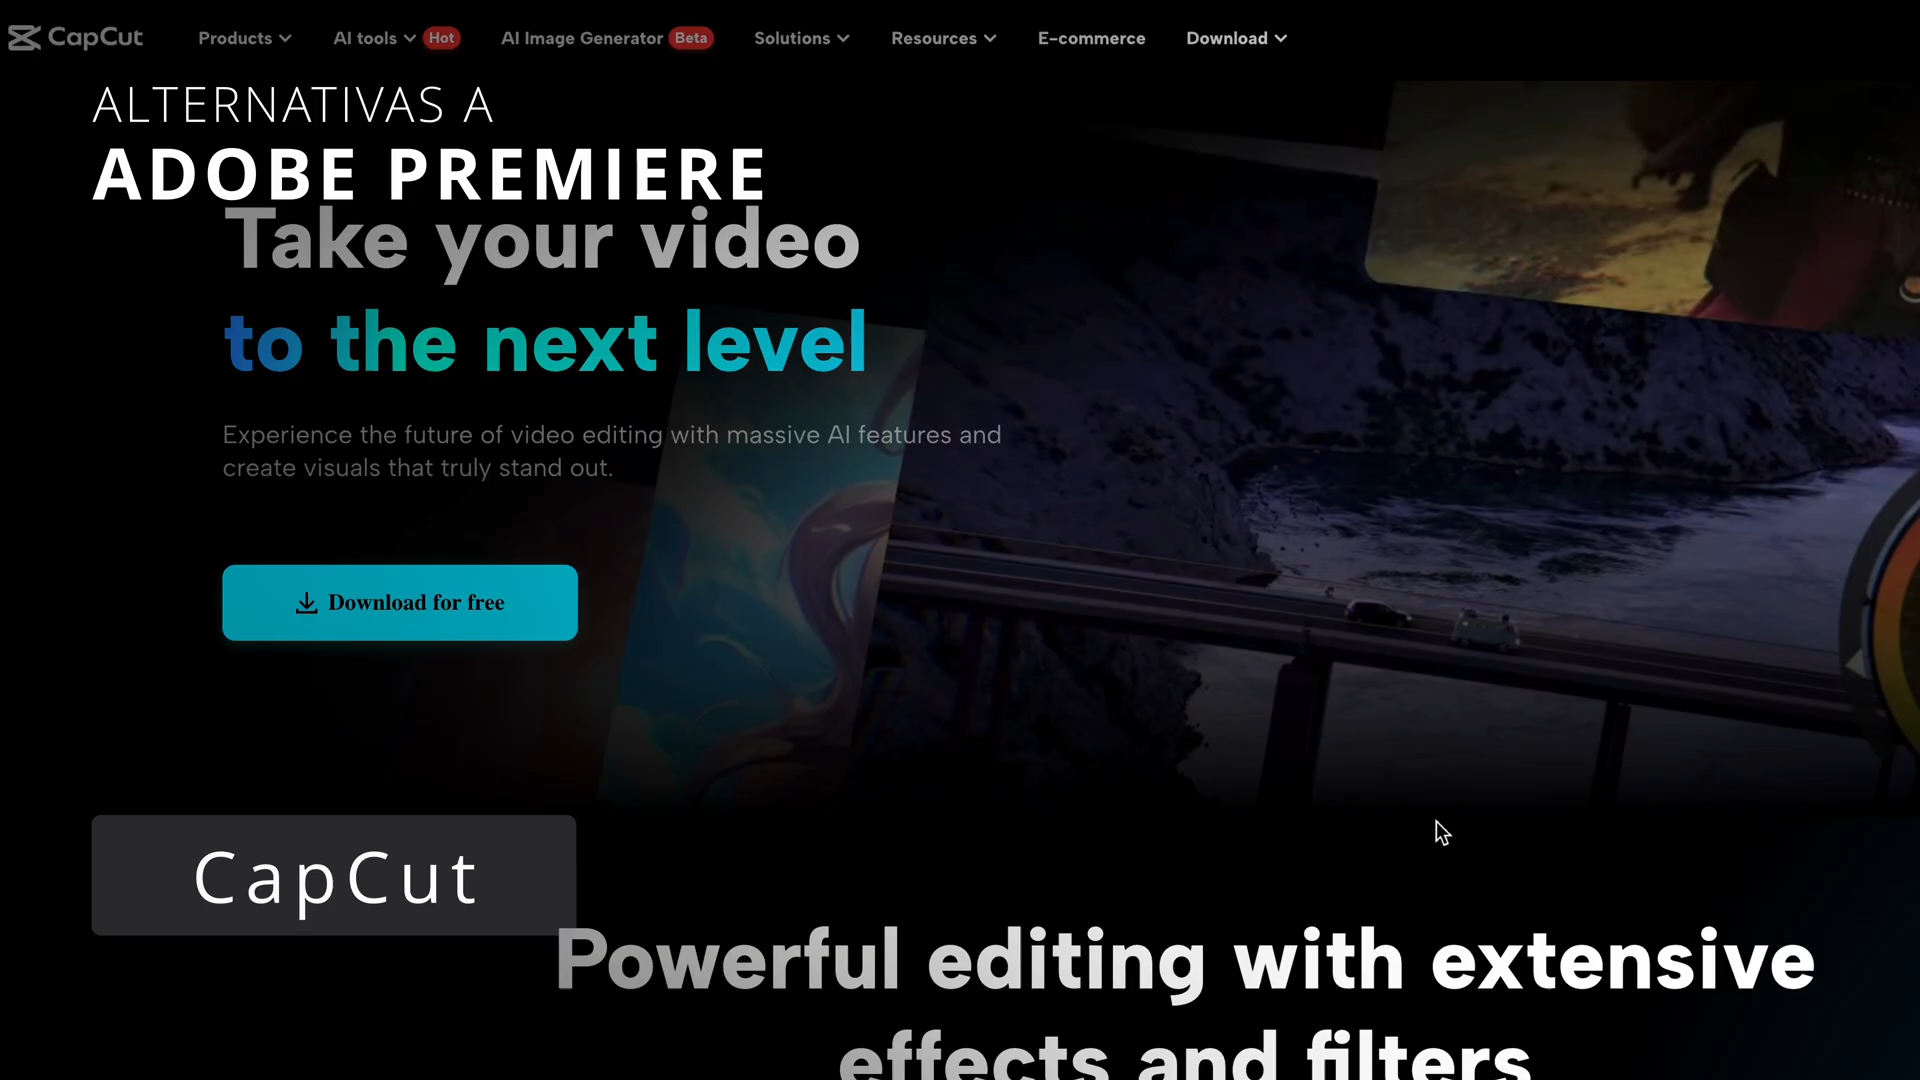 CapCut
Products
AI tools Hot
AI Image Generator Beta
Solutions
Resources
E-commerce
Download
ALTERNATIVAS A
ADOBE PREMIERE
Take your video
to the next level
Experience the future of video editing with massive AI features and
create visuals that truly stand out.
Download for free
CapCut
Powerful editing with extensive
effects and filters